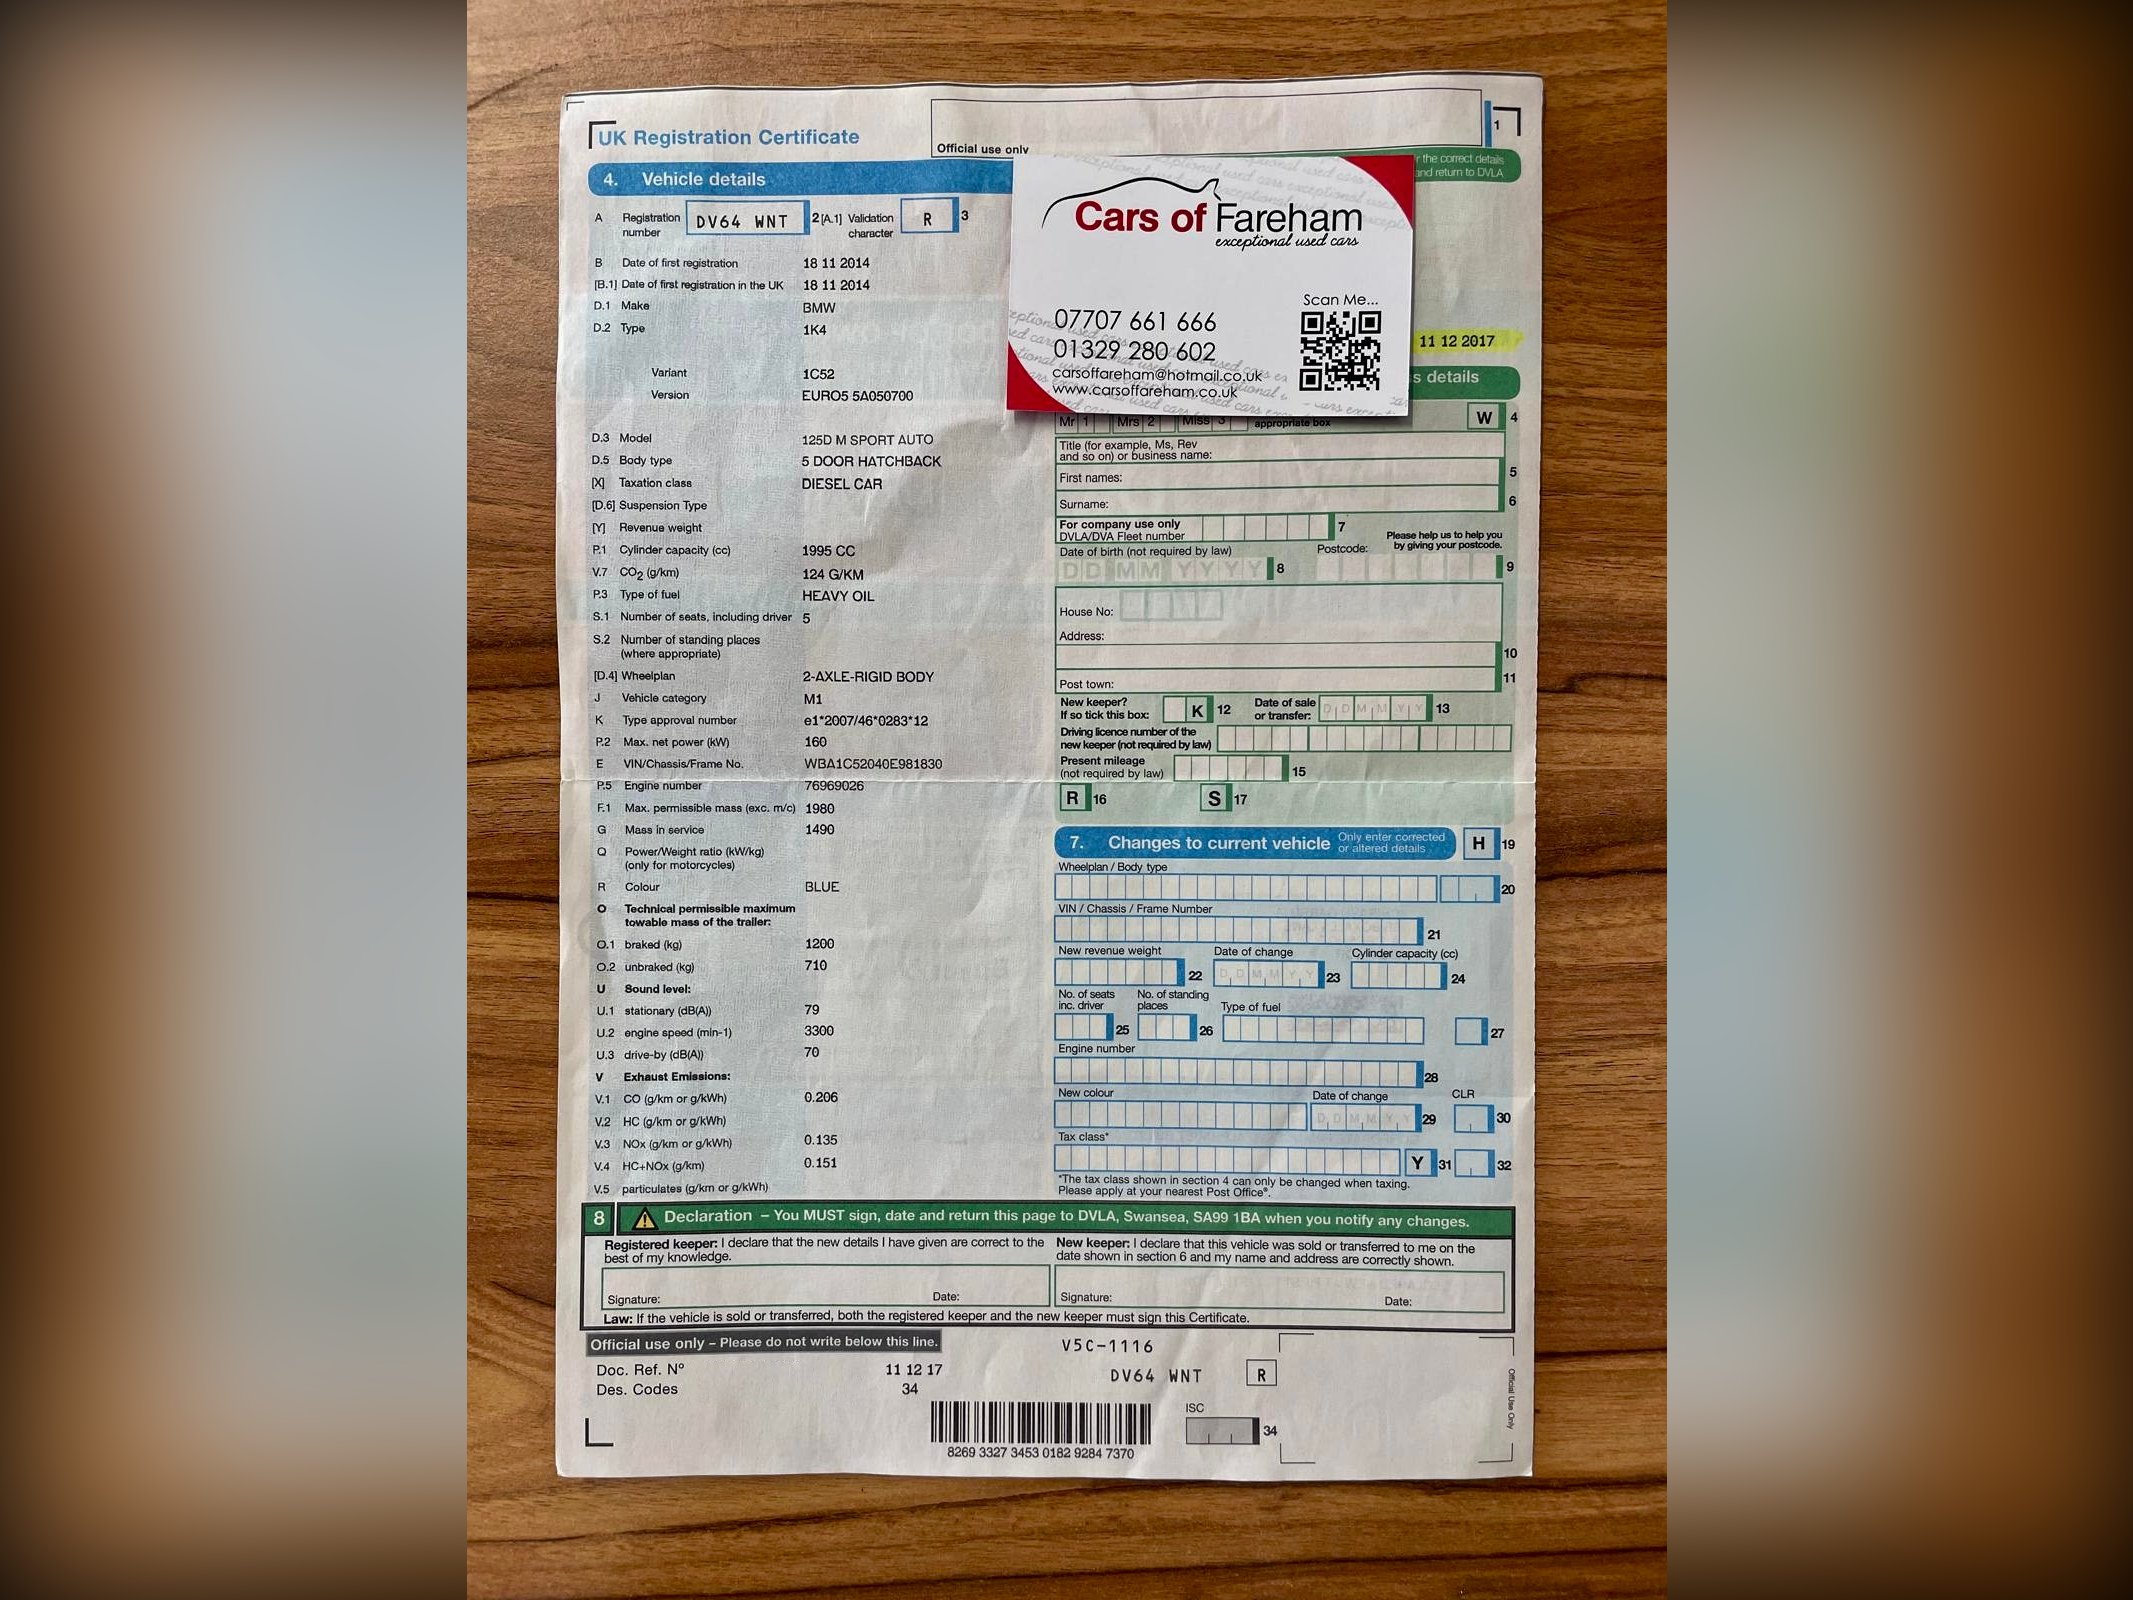 UK Registration Certificate
Official use only
1
4. Vehicle details
r the correct details
and return to DVLA
A Registration number DV64 WNT 2 [A.1] Validation character R 3
B Date of first registration 18 11 2014
[B.1] Date of first registration in the UK 18 11 2014
D.1 Make BMW
D.2 Type 1K4
Variant 1C52
Version EURO5 5A050700
D.3 Model 125D M SPORT AUTO
D.5 Body type 5 DOOR HATCHBACK
[X] Taxation class DIESEL CAR
[D.6] Suspension Type
[Y] Revenue weight
P.1 Cylinder capacity (cc) 1995 CC
V.7 CO2 (g/km) 124 G/KM
P.3 Type of fuel HEAVY OIL
S.1 Number of seats, including driver 5
S.2 Number of standing places
(where appropriate)
[D.4] Wheelplan 2-AXLE-RIGID BODY
J Vehicle category M1
K Type approval number e1*2007/46*0283*12
P.2 Max. net power (kW) 160
E VIN/Chassis/Frame No. WBA1C52040E981830
P.5 Engine number 76969026
F.1 Max. permissible mass (exc. m/c) 1980
G Mass in service 1490
Q Power/Weight ratio (kW/kg)
(only for motorcycles)
R Colour BLUE
O Technical permissible maximum
towable mass of the trailer:
O.1 braked (kg) 1200
O.2 unbraked (kg) 710
U Sound level:
U.1 stationary (dB(A)) 79
U.2 engine speed (min-1) 3300
U.3 drive-by (dB(A)) 70
V Exhaust Emissions:
V.1 CO (g/km or g/kWh) 0.206
V.2 HC (g/km or g/kWh)
V.3 NOx (g/km or g/kWh) 0.135
V.4 HC+NOx (g/km) 0.151
V.5 particulates (g/km or g/kWh)
Cars of Fareham
exceptional used cars
Scan Me...
07707 661 666
01329 280 602
carsoffareham@hotmail.co.uk
www.carsoffareham.co.uk
11 12 2017
s details
Mr 1 Mrs 2 Miss 3 appropriate box W 4
Title (for example, Ms, Rev
and so on) or business name:
First names: 5
Surname: 6
For company use only
DVLA/DVA Fleet number 7
Please help us to help you
by giving your postcode.
Date of birth (not required by law) Postcode:
DD MM YYYY 8 9
House No:
Address:
10
Post town: 11
New keeper?
If so tick this box: K 12 Date of sale
or transfer: DDMMYY 13
Driving licence number of the
new keeper (not required by law)
Present mileage
(not required by law) 15
R 16 S 17
7. Changes to current vehicle Only enter corrected
or altered details H 19
Wheelplan / Body type
20
VIN / Chassis / Frame Number
21
New revenue weight Date of change Cylinder capacity (cc)
22 DDMMYY 23 24
No. of seats
inc. driver No. of standing
places Type of fuel
25 26 27
Engine number
28
New colour Date of change CLR
DDMMYY 29 30
Tax class*
Y 31 32
*The tax class shown in section 4 can only be changed when taxing.
Please apply at your nearest Post Office®.
8 Declaration – You MUST sign, date and return this page to DVLA, Swansea, SA99 1BA when you notify any changes.
Registered keeper: I declare that the new details I have given are correct to the
best of my knowledge.
Signature: Date:
New keeper: I declare that this vehicle was sold or transferred to me on the
date shown in section 6 and my name and address are correctly shown.
Signature: Date:
Law: If the vehicle is sold or transferred, both the registered keeper and the new keeper must sign this Certificate.
Official use only – Please do not write below this line.
V5C-1116
Doc. Ref. Nº 11 12 17
DV64 WNT R
Des. Codes 34
ISC
34
8269 3327 3453 0182 9284 7370
Official Use Only